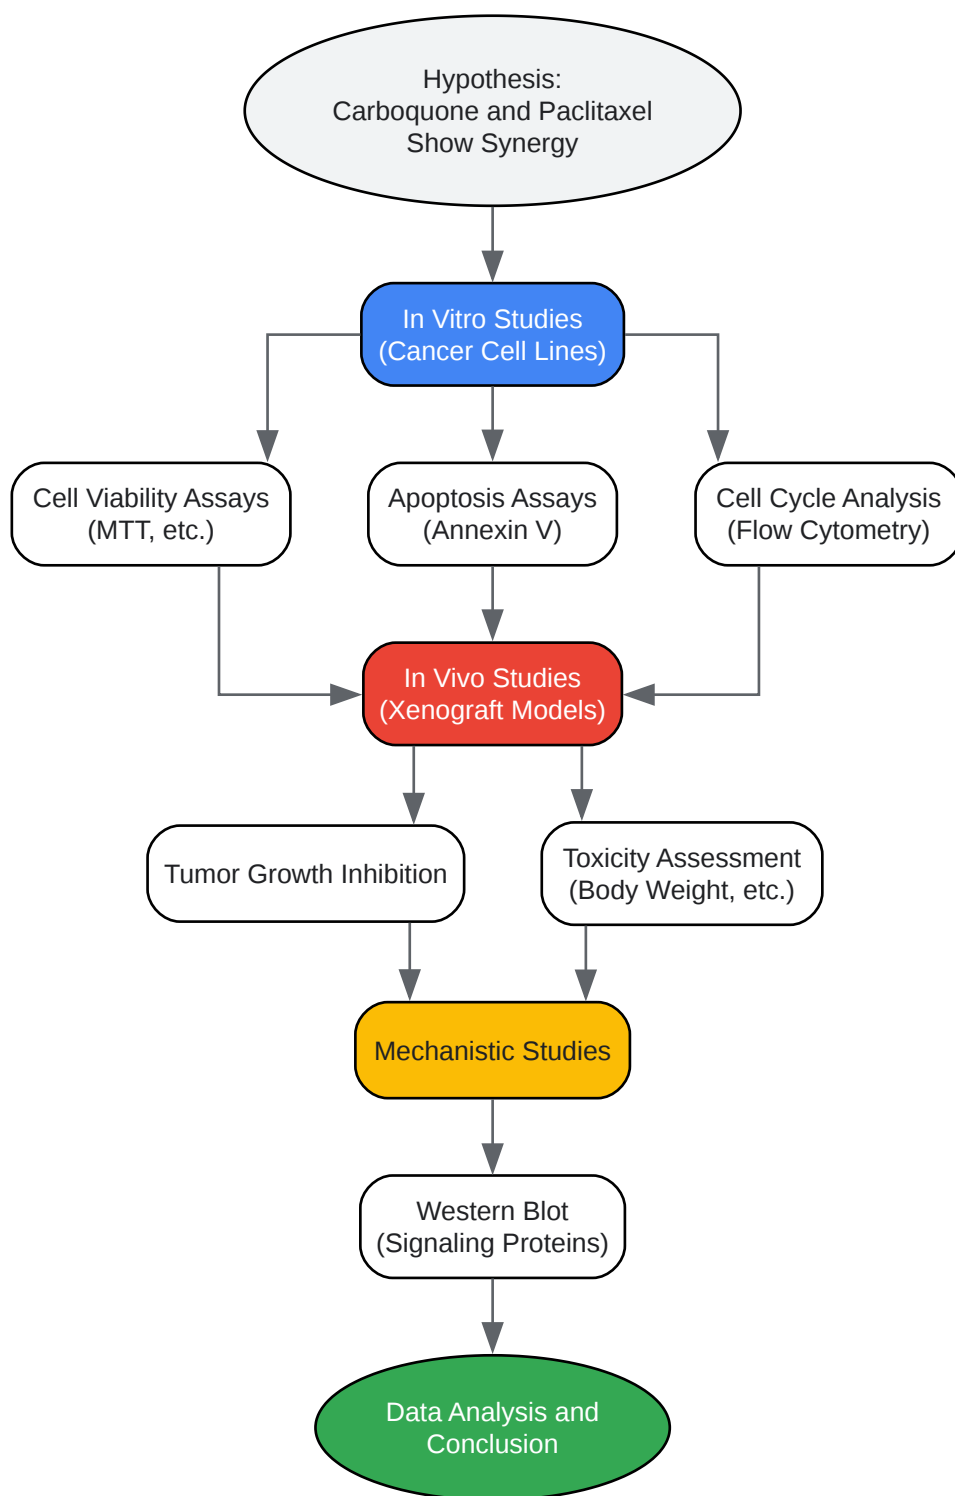 Hypothesis:
Carboquone and Paclitaxel
Show Synergy
In Vitro Studies
(Cancer Cell Lines)
Cell Viability Assays
(MTT, etc.)
Apoptosis Assays
(Annexin V)
Cell Cycle Analysis
(Flow Cytometry)
In Vivo Studies
(Xenograft Models)
Tumor Growth Inhibition
Toxicity Assessment
(Body Weight, etc.)
Mechanistic Studies
Western Blot
(Signaling Proteins)
Data Analysis and
Conclusion